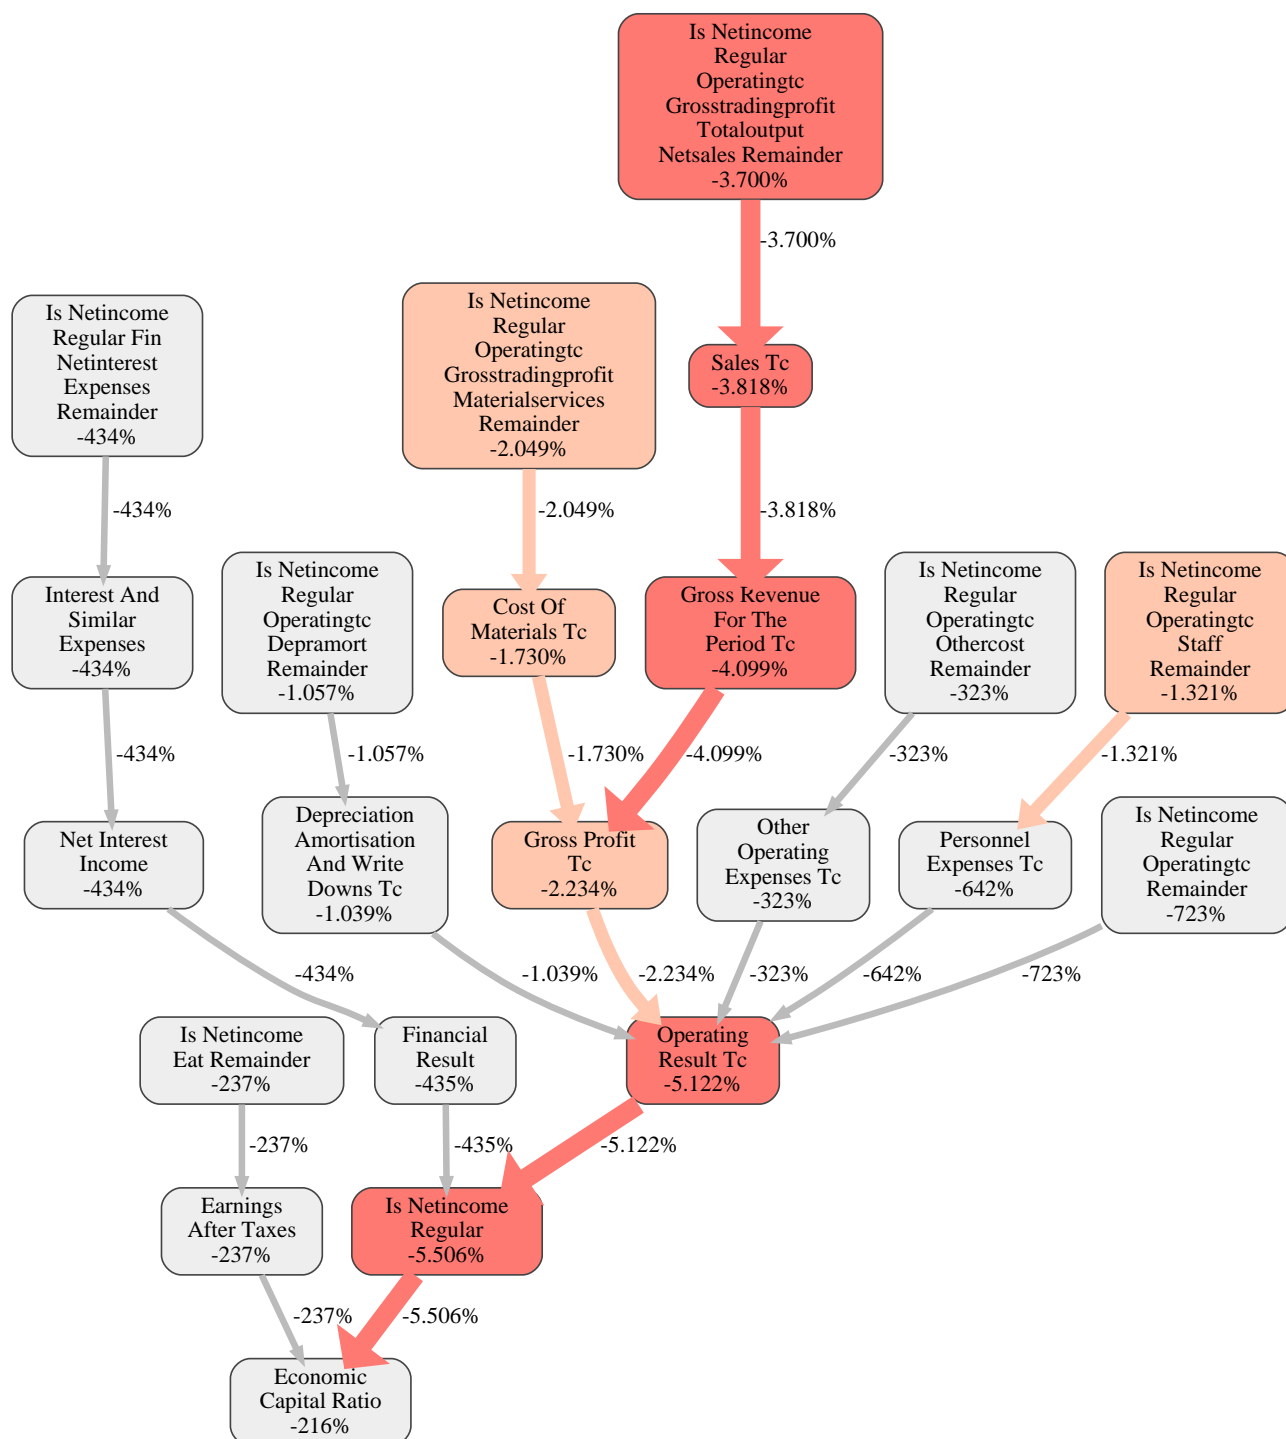 Is Netincome
Regular
Operatingtc
Grosstradingprofit
Totaloutput
Netsales Remainder
-3.700%
-3.700%
Is Netincome
Regular Fin
Netinterest
Expenses
Remainder
-434%
Is Netincome
Regular
Operatingtc
Grosstradingprofit
Materialservices
Remainder
-2.049%
Sales Tc
-3.818%
-434%
-2.049%
-3.818%
Interest And
Similar
Expenses
-434%
Is Netincome
Regular
Operatingtc
Depramort
Remainder
-1.057%
Cost Of
Materials Tc
-1.730%
Gross Revenue
For The
Period Tc
-4.099%
Is Netincome
Regular
Operatingtc
Othercost
Remainder
-323%
Is Netincome
Regular
Operatingtc
Staff
Remainder
-1.321%
-434%
-1.057%
-1.730%
-4.099%
-323%
-1.321%
Net Interest
Income
-434%
Depreciation
Amortisation
And Write
Downs Tc
-1.039%
Gross Profit
Tc
-2.234%
Other
Operating
Expenses Tc
-323%
Personnel
Expenses Tc
-642%
Is Netincome
Regular
Operatingtc
Remainder
-723%
-434%
-1.039%
-2.234%
-323%
-642%
-723%
Is Netincome
Eat Remainder
-237%
Financial
Result
-435%
Operating
Result Tc
-5.122%
-237%
-435%
-5.122%
Earnings
After Taxes
-237%
Is Netincome
Regular
-5.506%
-237%
-5.506%
Economic
Capital Ratio
-216%